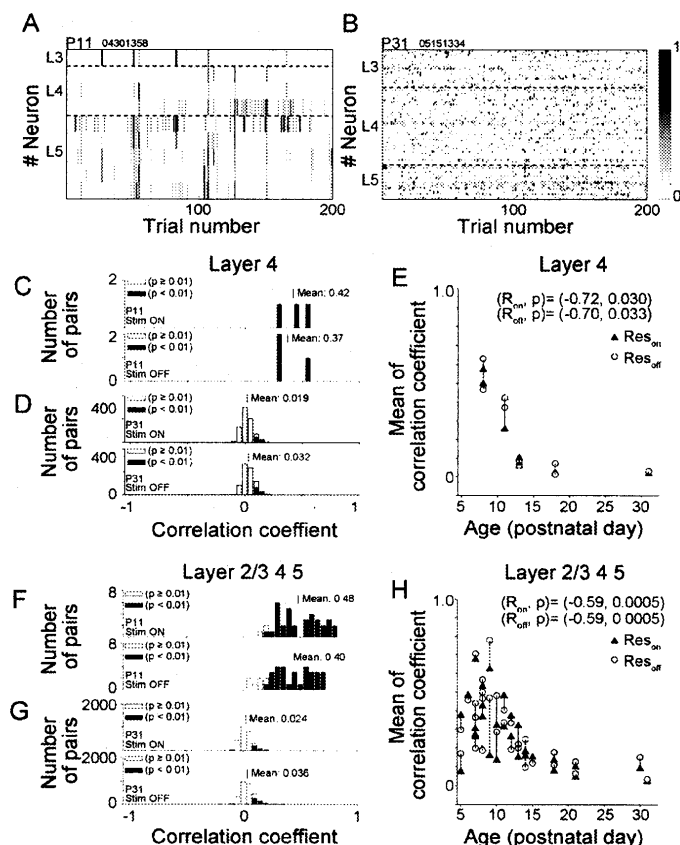 A
P11 04301358
L3
L4
L5
# Neuron
100
200
Trial number
B
P31 05151334
L3
L4
L5
# Neuron
100
200
Trial number
1
0
Layer 4
C
2
(p ≥ 0.01)
(p < 0.01)
Mean: 0.42
P11
Stim ON
2
(p ≥ 0.01)
(p < 0.01)
Mean: 0.37
P11
Stim OFF
0
Number of pairs
D
400
(p ≥ 0.01)
(p < 0.01)
Mean: 0.019
P31
Stim ON
400
(p ≥ 0.01)
(p < 0.01)
Mean: 0.032
P31
Stim OFF
0
Number of pairs
-1
0
1
Correlation coeffient
E
1.0
0
(Ron, p)= (-0.72, 0.030)
(Roff, p)= (-0.70, 0.033)
Reson
Resoff
Mean of correlation coefficient
5 10 15 20 25 30
Age (postnatal day)
Layer 2/3 4 5
F
8
(p ≥ 0.01)
(p < 0.01)
Mean: 0.48
P11
Stim ON
8
(p ≥ 0.01)
(p < 0.01)
Mean: 0.40
P11
Stim OFF
0
Number of pairs
G
2000
(p ≥ 0.01)
(p < 0.01)
Mean: 0.024
P31
Stim ON
2000
(p ≥ 0.01)
(p < 0.01)
Mean: 0.036
P31
Stim OFF
0
Number of pairs
-1
0
1
Correlation coeffient
H
1.0
0
(Ron, p)= (-0.59, 0.0005)
(Roff, p)= (-0.59, 0.0005)
Reson
Resoff
Mean of correlation coefficient
5 10 15 20 25 30
Age (postnatal day)